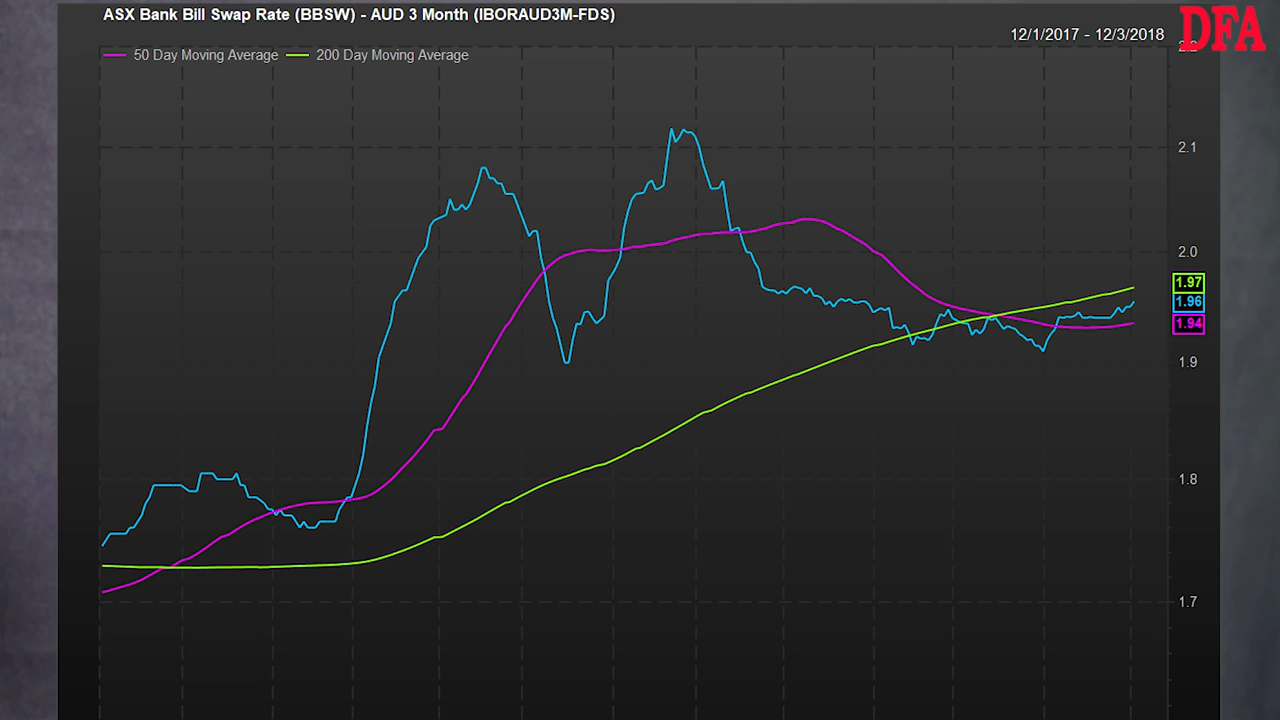 ASX Bank Bill Swap Rate (BBSW) - AUD 3 Month (IBORAUD3M-FDS)
DFA
12/1/2017 - 12/3/2018
50 Day Moving Average 200 Day Moving Average
2.2
2.1
2.0
1.97
1.96
1.94
1.9
1.8
1.7